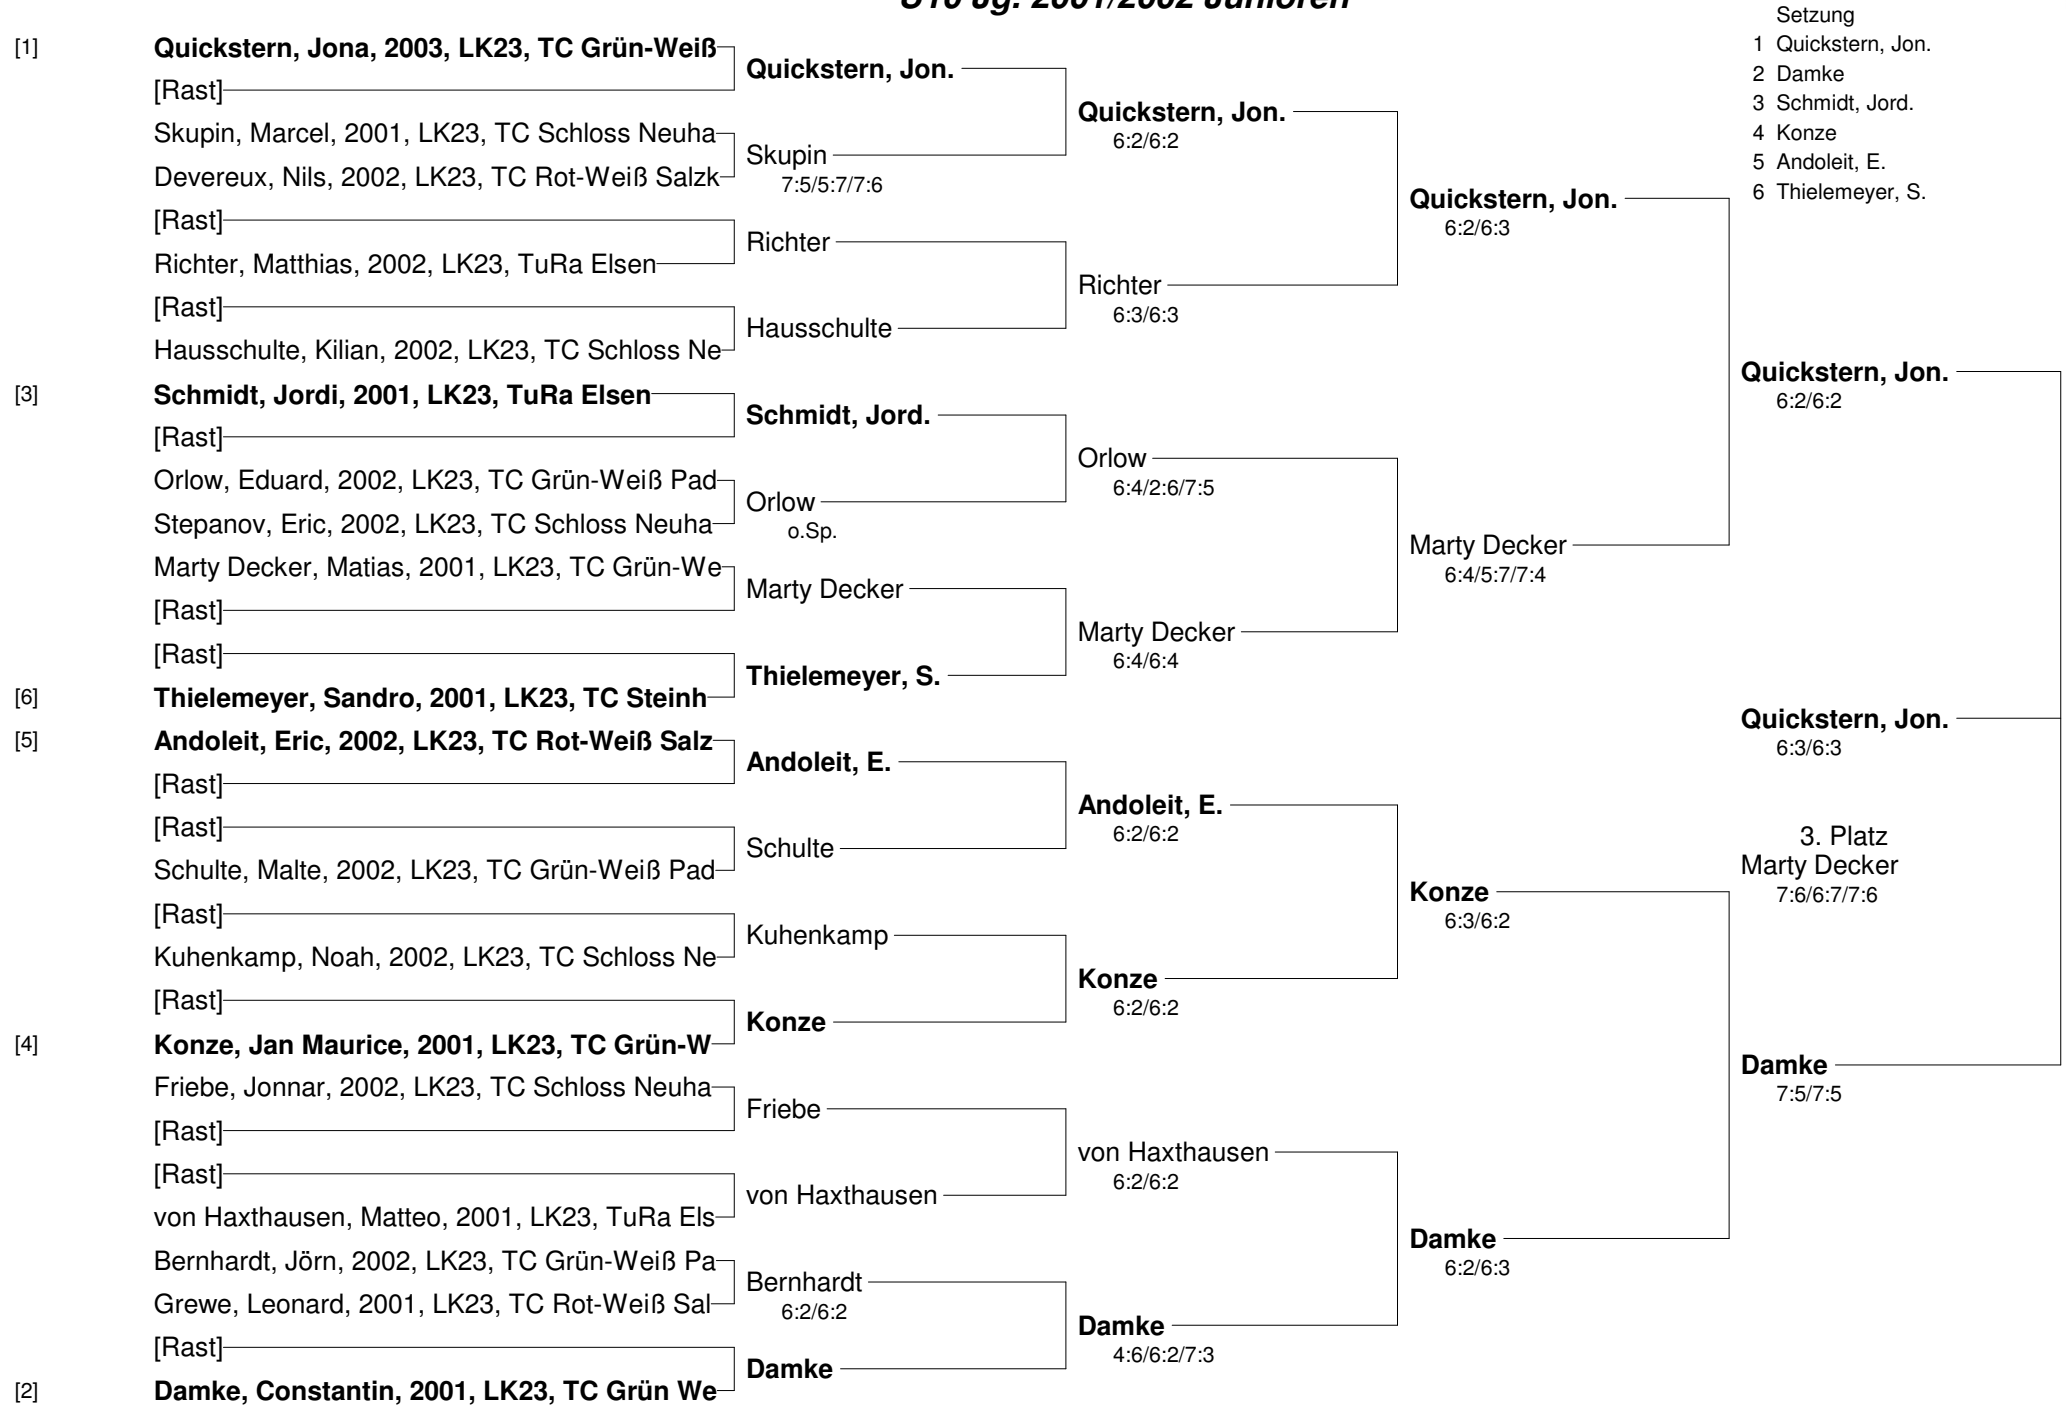 U10 Jg. 2001/2002 Junioren
Setzung
1 Quickstern, Jon.
2 Damke
3 Schmidt, Jord.
4 Konze
5 Andoleit, E.
6 Thielemeyer, S.
[1] Quickstern, Jona, 2003, LK23, TC Grün-Weiß
[Rast]
Skupin, Marcel, 2001, LK23, TC Schloss Neuha
Devereux, Nils, 2002, LK23, TC Rot-Weiß Salzk
[Rast]
Richter, Matthias, 2002, LK23, TuRa Elsen
[Rast]
Hausschulte, Kilian, 2002, LK23, TC Schloss Ne
[3] Schmidt, Jordi, 2001, LK23, TuRa Elsen
[Rast]
Orlow, Eduard, 2002, LK23, TC Grün-Weiß Pad
Stepanov, Eric, 2002, LK23, TC Schloss Neuha
Marty Decker, Matias, 2001, LK23, TC Grün-We
[Rast]
[Rast]
[6] Thielemeyer, Sandro, 2001, LK23, TC Steinh
[5] Andoleit, Eric, 2002, LK23, TC Rot-Weiß Salz
[Rast]
[Rast]
Schulte, Malte, 2002, LK23, TC Grün-Weiß Pad
[Rast]
Kuhenkamp, Noah, 2002, LK23, TC Schloss Ne
[Rast]
[4] Konze, Jan Maurice, 2001, LK23, TC Grün-W
Friebe, Jonnar, 2002, LK23, TC Schloss Neuha
[Rast]
[Rast]
von Haxthausen, Matteo, 2001, LK23, TuRa Els
Bernhardt, Jörn, 2002, LK23, TC Grün-Weiß Pa
Grewe, Leonard, 2001, LK23, TC Rot-Weiß Sal
[Rast]
[2] Damke, Constantin, 2001, LK23, TC Grün We
Quickstern, Jon.
Skupin
7:5/5:7/7:6
Richter
Hausschulte
Schmidt, Jord.
Orlow
o.Sp.
Marty Decker
Thielemeyer, S.
Andoleit, E.
Schulte
Kuhenkamp
Konze
Friebe
von Haxthausen
Bernhardt
6:2/6:2
Damke
Quickstern, Jon.
6:2/6:2
Richter
6:3/6:3
Orlow
6:4/2:6/7:5
Marty Decker
6:4/6:4
Andoleit, E.
6:2/6:2
Konze
6:2/6:2
von Haxthausen
6:2/6:2
Damke
4:6/6:2/7:3
Quickstern, Jon.
6:2/6:3
Marty Decker
6:4/5:7/7:4
Konze
6:3/6:2
Damke
6:2/6:3
Quickstern, Jon.
6:2/6:2
Quickstern, Jon.
6:3/6:3
3. Platz
Marty Decker
7:6/6:7/7:6
Damke
7:5/7:5